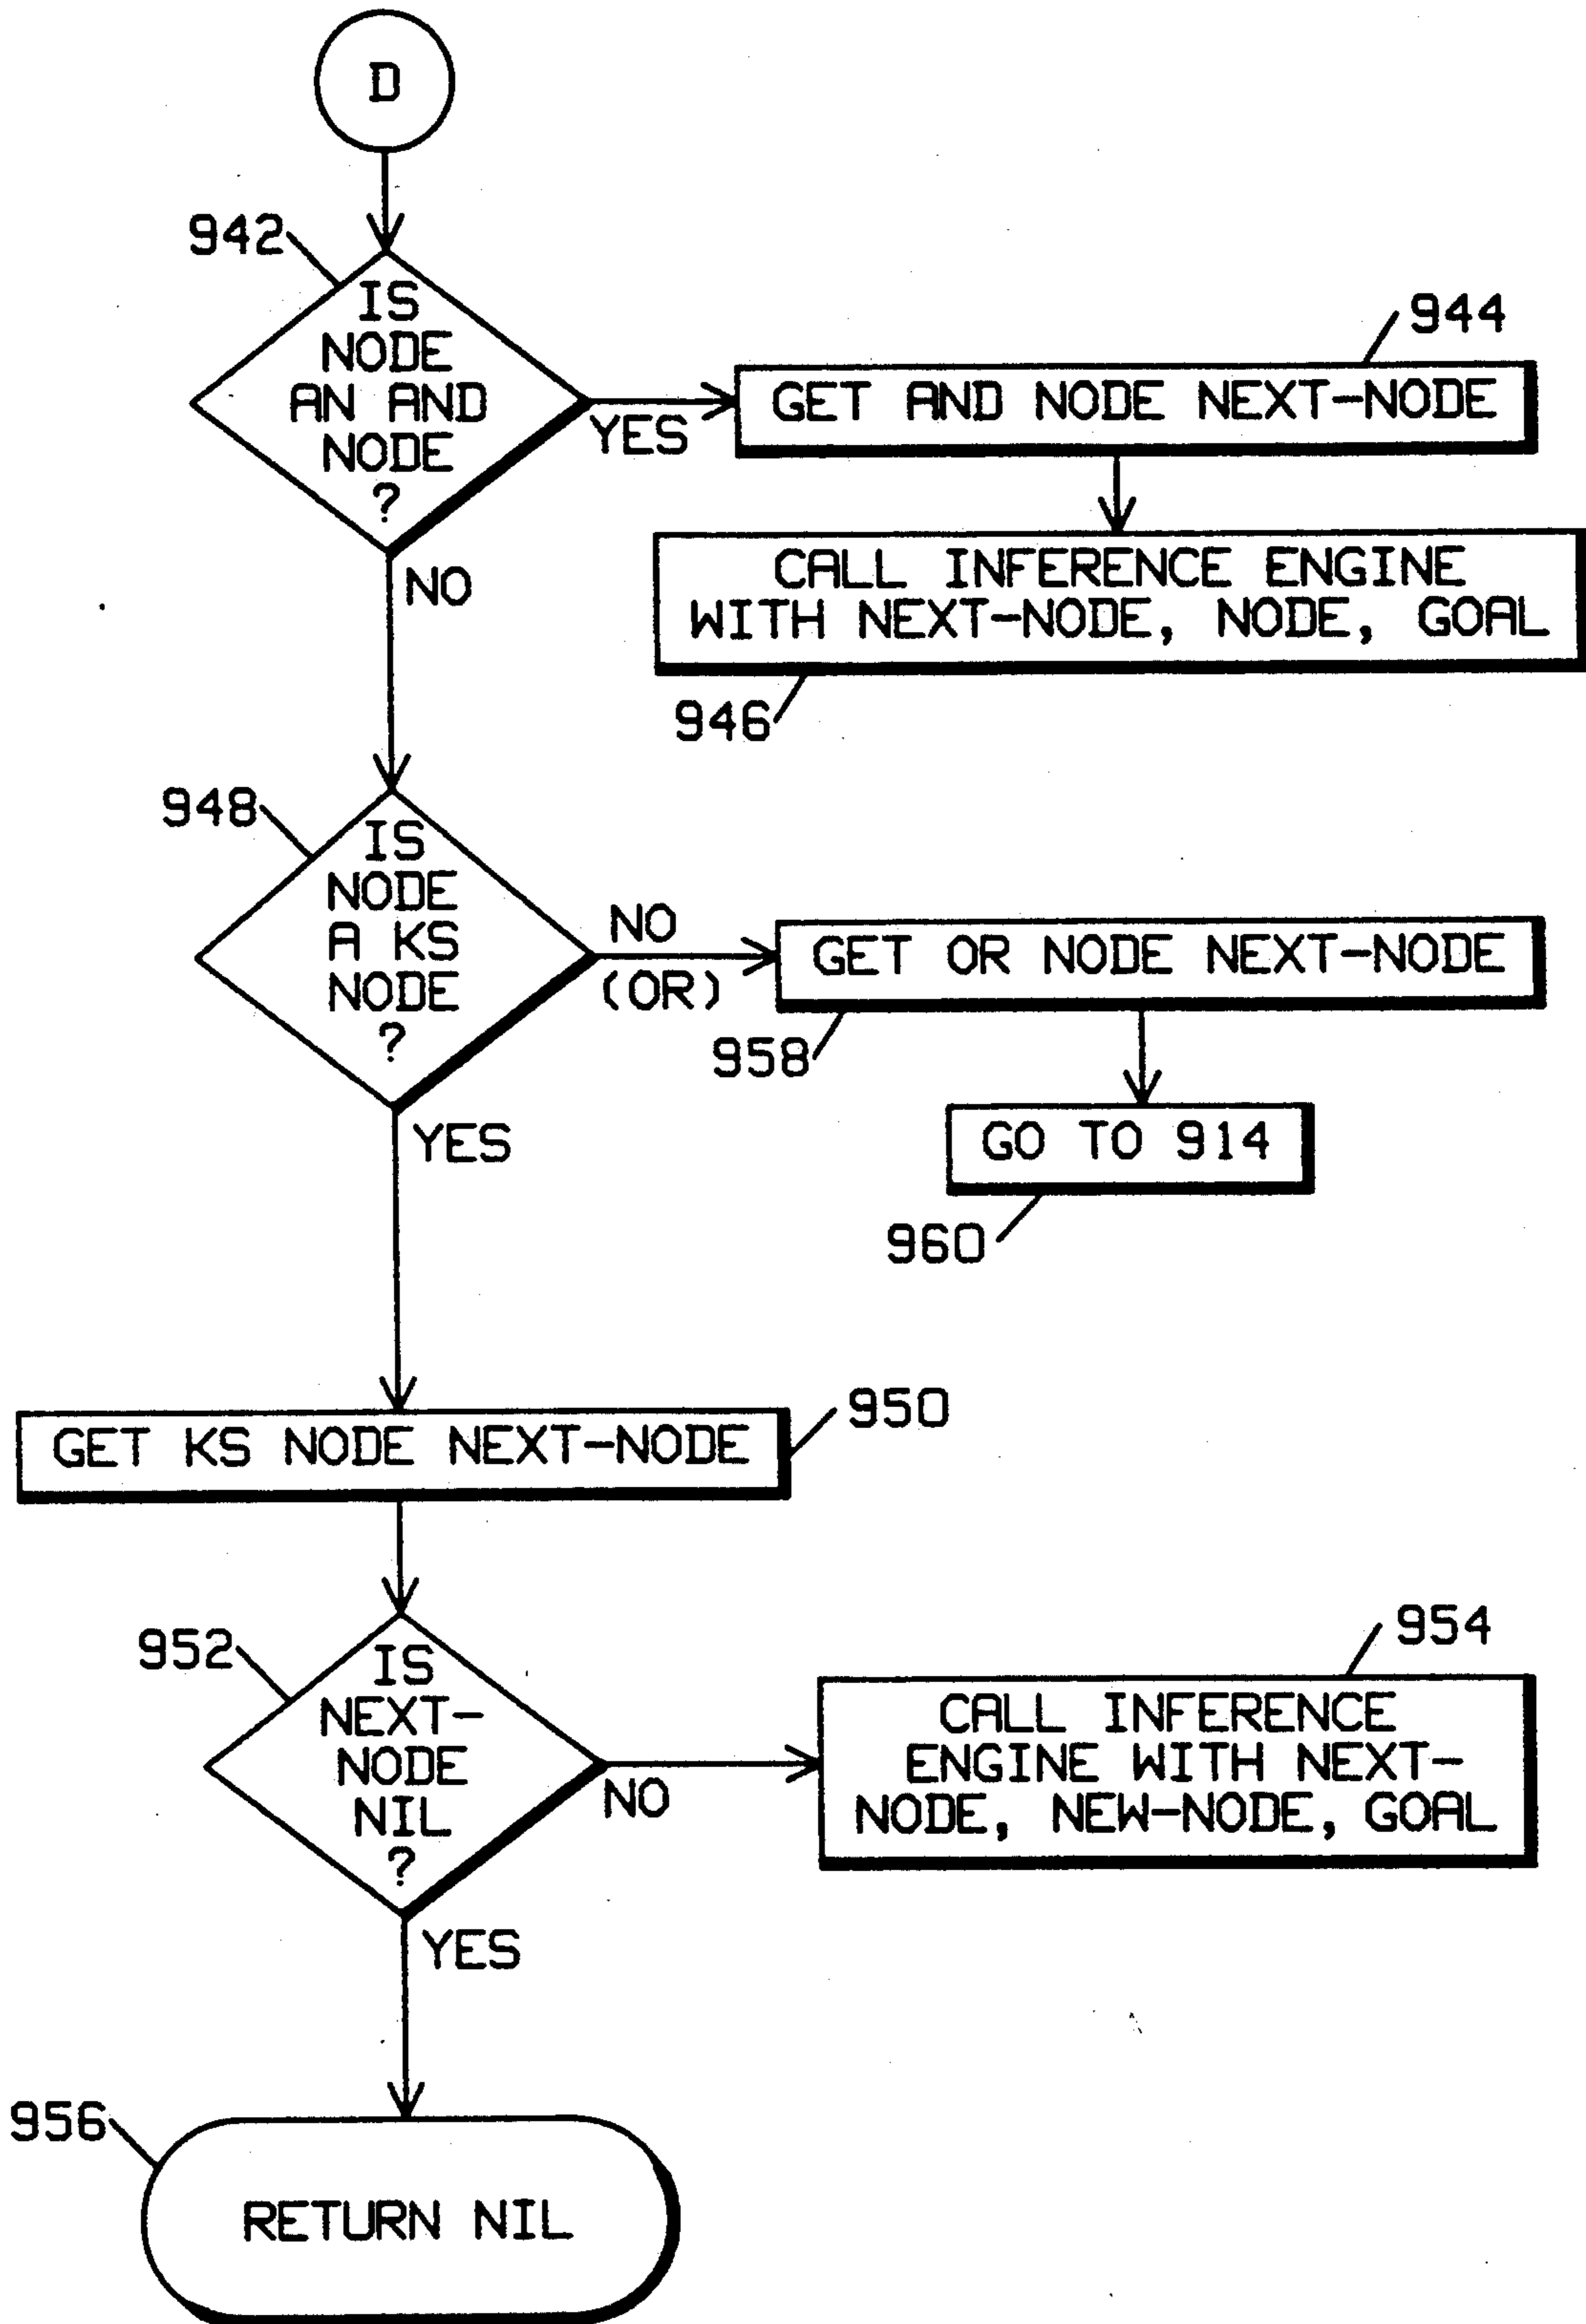 D
942
IS
NODE
AN AND
NODE
?
YES
NO
944
GET AND NODE NEXT-NODE
CALL INFERENCE ENGINE
WITH NEXT-NODE, NODE, GOAL
946
948
IS
NODE
A KS
NODE
?
NO
(OR)
YES
GET OR NODE NEXT-NODE
958
GO TO 914
960
GET KS NODE NEXT-NODE
950
952
IS
NEXT-
NODE
NIL
?
NO
YES
954
CALL INFERENCE
ENGINE WITH NEXT-
NODE, NEW-NODE, GOAL
956
RETURN NIL